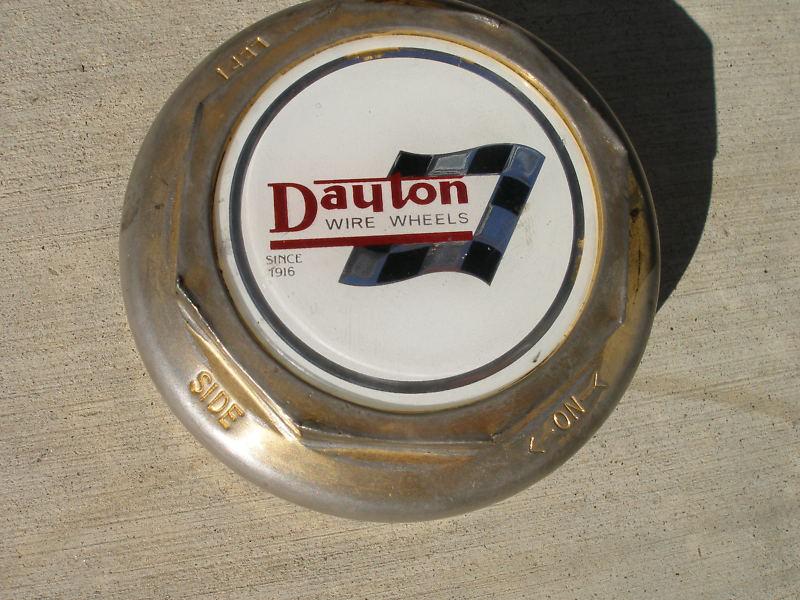 Dayton
WIRE WHEELS
SINCE
1916
LEFT
SIDE
< ON <